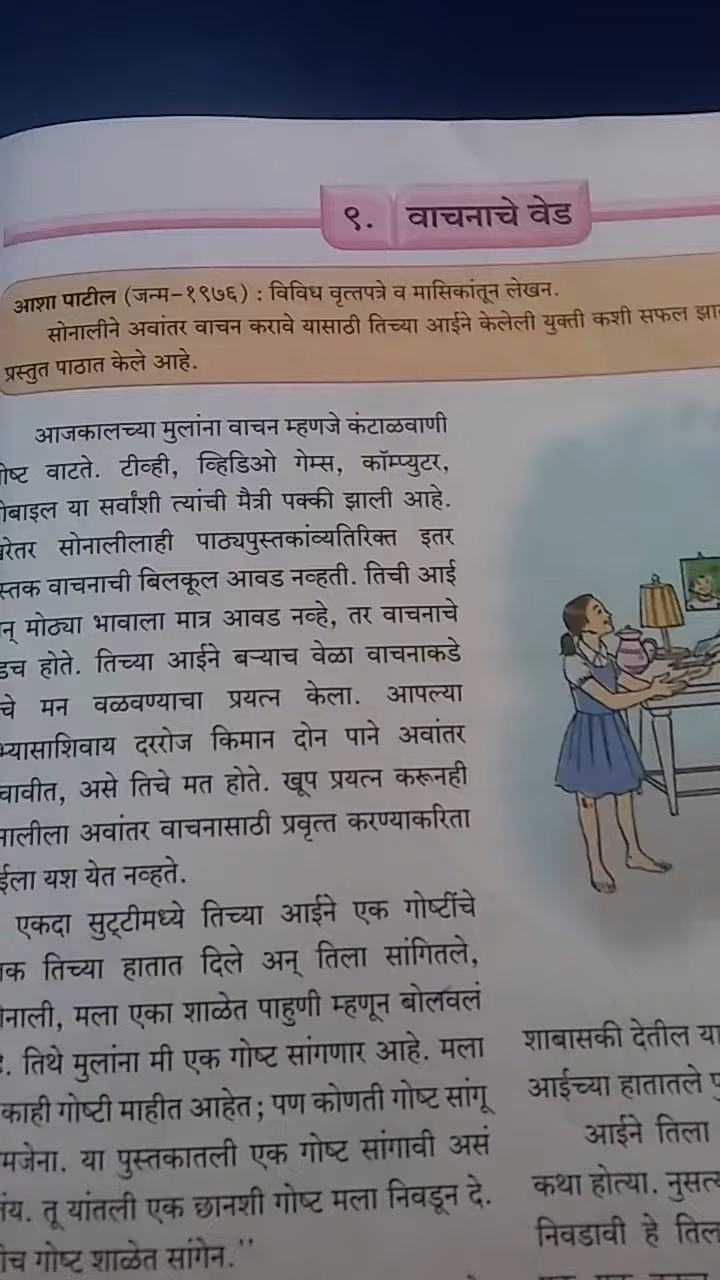 ९. वाचनाचे वेड
आशा पाटील (जन्म-१९७६) : विविध वृत्तपत्रे व मासिकांतून लेखन.
सोनालीने अवांतर वाचन करावे यासाठी तिच्या आईने केलेली युक्ती कशी सफल
प्रस्तुत पाठात केले आहे.
आजकालच्या मुलांना वाचन म्हणजे कंटाळवाणी
वाटते. टीव्ही, व्हिडिओ गेम्स, कॉम्प्युटर,
या सर्वांशी त्यांची मैत्री पक्की झाली आहे.
सोनालीलाही पाठ्यपुस्तकांव्यतिरिक्त इतर
वाचनाची बिलकूल आवड नव्हती. तिची आई
मोठ्या भावाला मात्र आवड नव्हे, तर वाचनाचे
होते. तिच्या आईने बऱ्याच वेळा वाचनाकडे
मन वळवण्याचा प्रयत्न केला. आपल्या
दररोज किमान दोन पाने अवांतर
असे तिचे मत होते. खूप प्रयत्न करूनही
अवांतर वाचनासाठी प्रवृत्त करण्याकरिता
यश येत नव्हते.
एकदा सुट्टीमध्ये तिच्या आईने एक गोष्टींचे
तिच्या हातात दिले अन् तिला सांगितले,
मला एका शाळेत पाहुणी म्हणून बोलवलं
तिथे मुलांना मी एक गोष्ट सांगणार आहे. मला
काही गोष्टी माहीत आहेत; पण कोणती गोष्ट सांगू
या पुस्तकातली एक गोष्ट सांगावी असं
तू यांतली एक छानशी गोष्ट मला निवडून दे.
गोष्ट शाळेत सांगेन.''
शाबासकी देतील
आईच्या हातातले
आईने तिला
कथा होत्या.
निवडावी हे